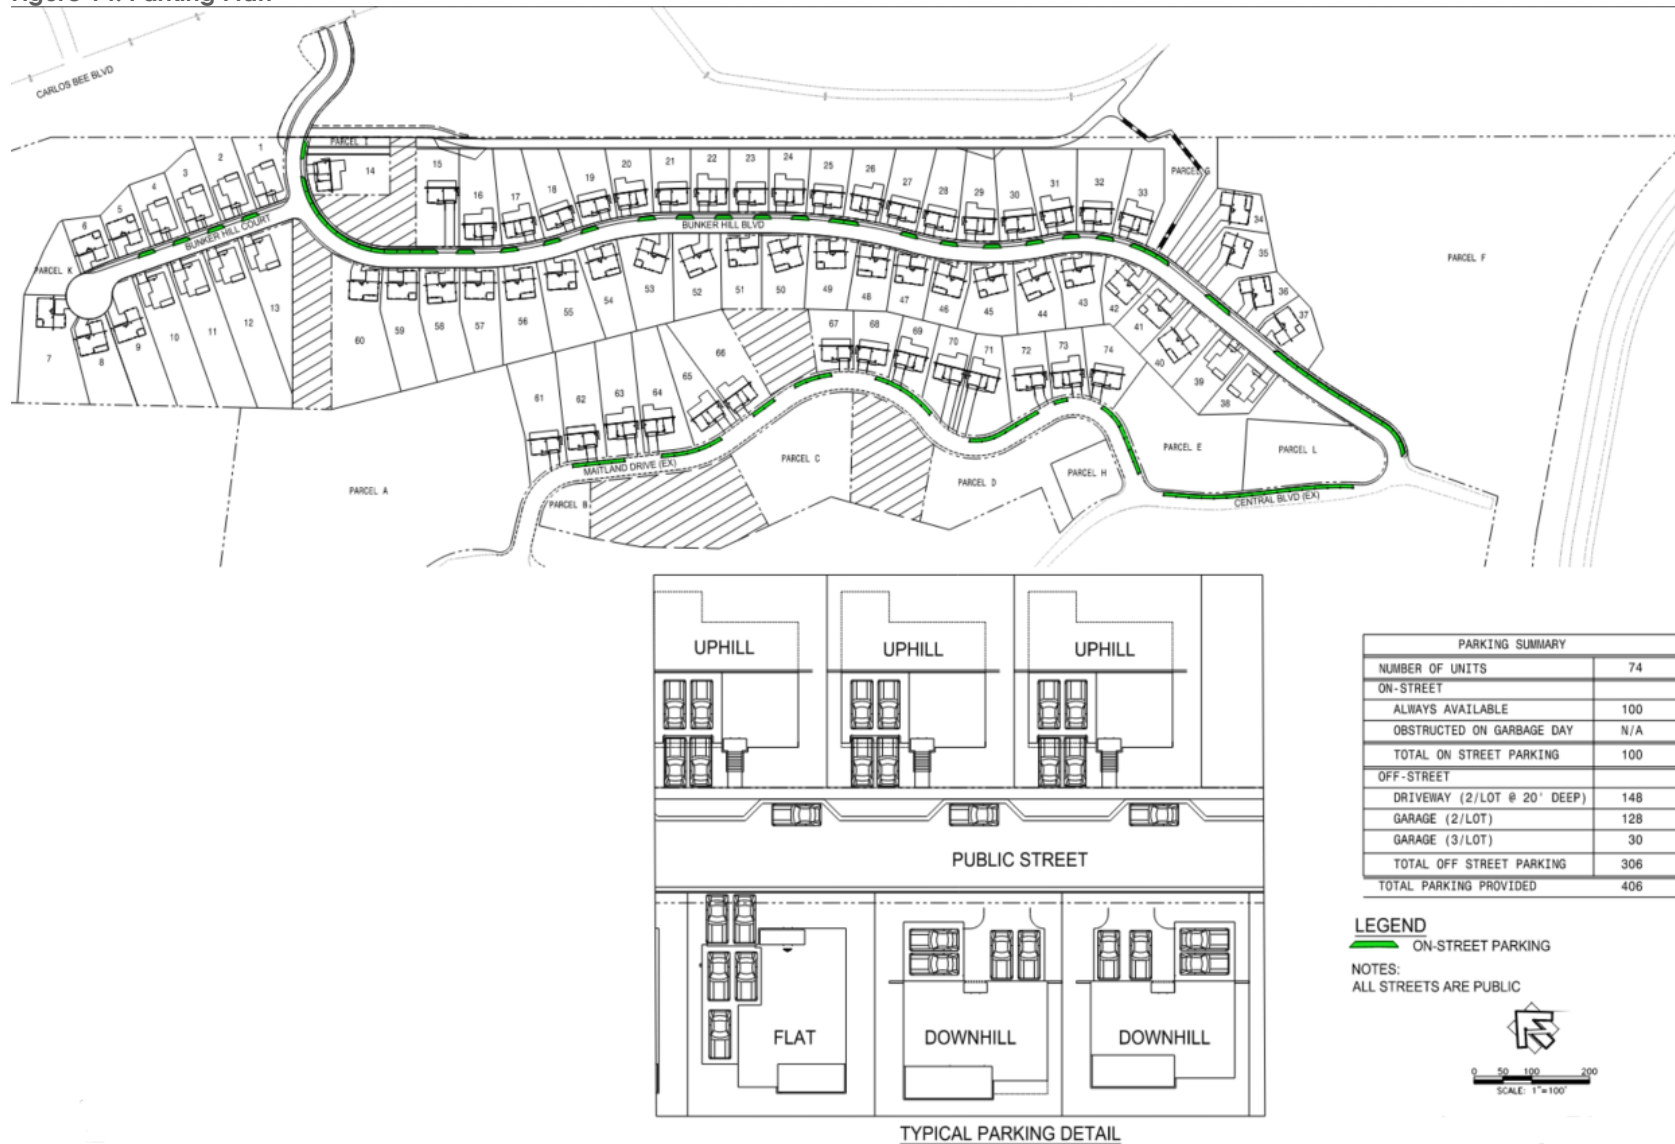 CARLOS BEE BLVD
PARCEL I
2
1
3
4
5
6
14
15
16
17
18
19
20
21
22
23
24
25
26
27
28
29
30
31
32
33
PARCEL G
34
35
36
37
PARCEL F
BUNKER HILL COURT
BUNKER HILL BLVD
PARCEL K
7
8
9
10
11
12
13
60
59
58
57
56
55
54
53
52
51
50
49
48
47
46
45
44
43
42
41
40
39
38
61
62
63
64
65
66
67
68
69
70
71
72
73
74
PARCEL A
MAITLAND DRIVE (EX)
PARCEL B
PARCEL C
PARCEL D
PARCEL H
PARCEL E
PARCEL L
CENTRAL BLVD (EX)
UPHILL
UPHILL
UPHILL
PUBLIC STREET
FLAT
DOWNHILL
DOWNHILL
TYPICAL PARKING DETAIL
PARKING SUMMARY
NUMBER OF UNITS 74
ON-STREET
ALWAYS AVAILABLE 100
OBSTRUCTED ON GARBAGE DAY N/A
TOTAL ON STREET PARKING 100
OFF-STREET
DRIVEWAY (2/LOT @ 20' DEEP) 148
GARAGE (2/LOT) 128
GARAGE (3/LOT) 30
TOTAL OFF STREET PARKING 306
TOTAL PARKING PROVIDED 406
LEGEND
ON-STREET PARKING
NOTES:
ALL STREETS ARE PUBLIC
0 50 100 200
SCALE: 1"=100'